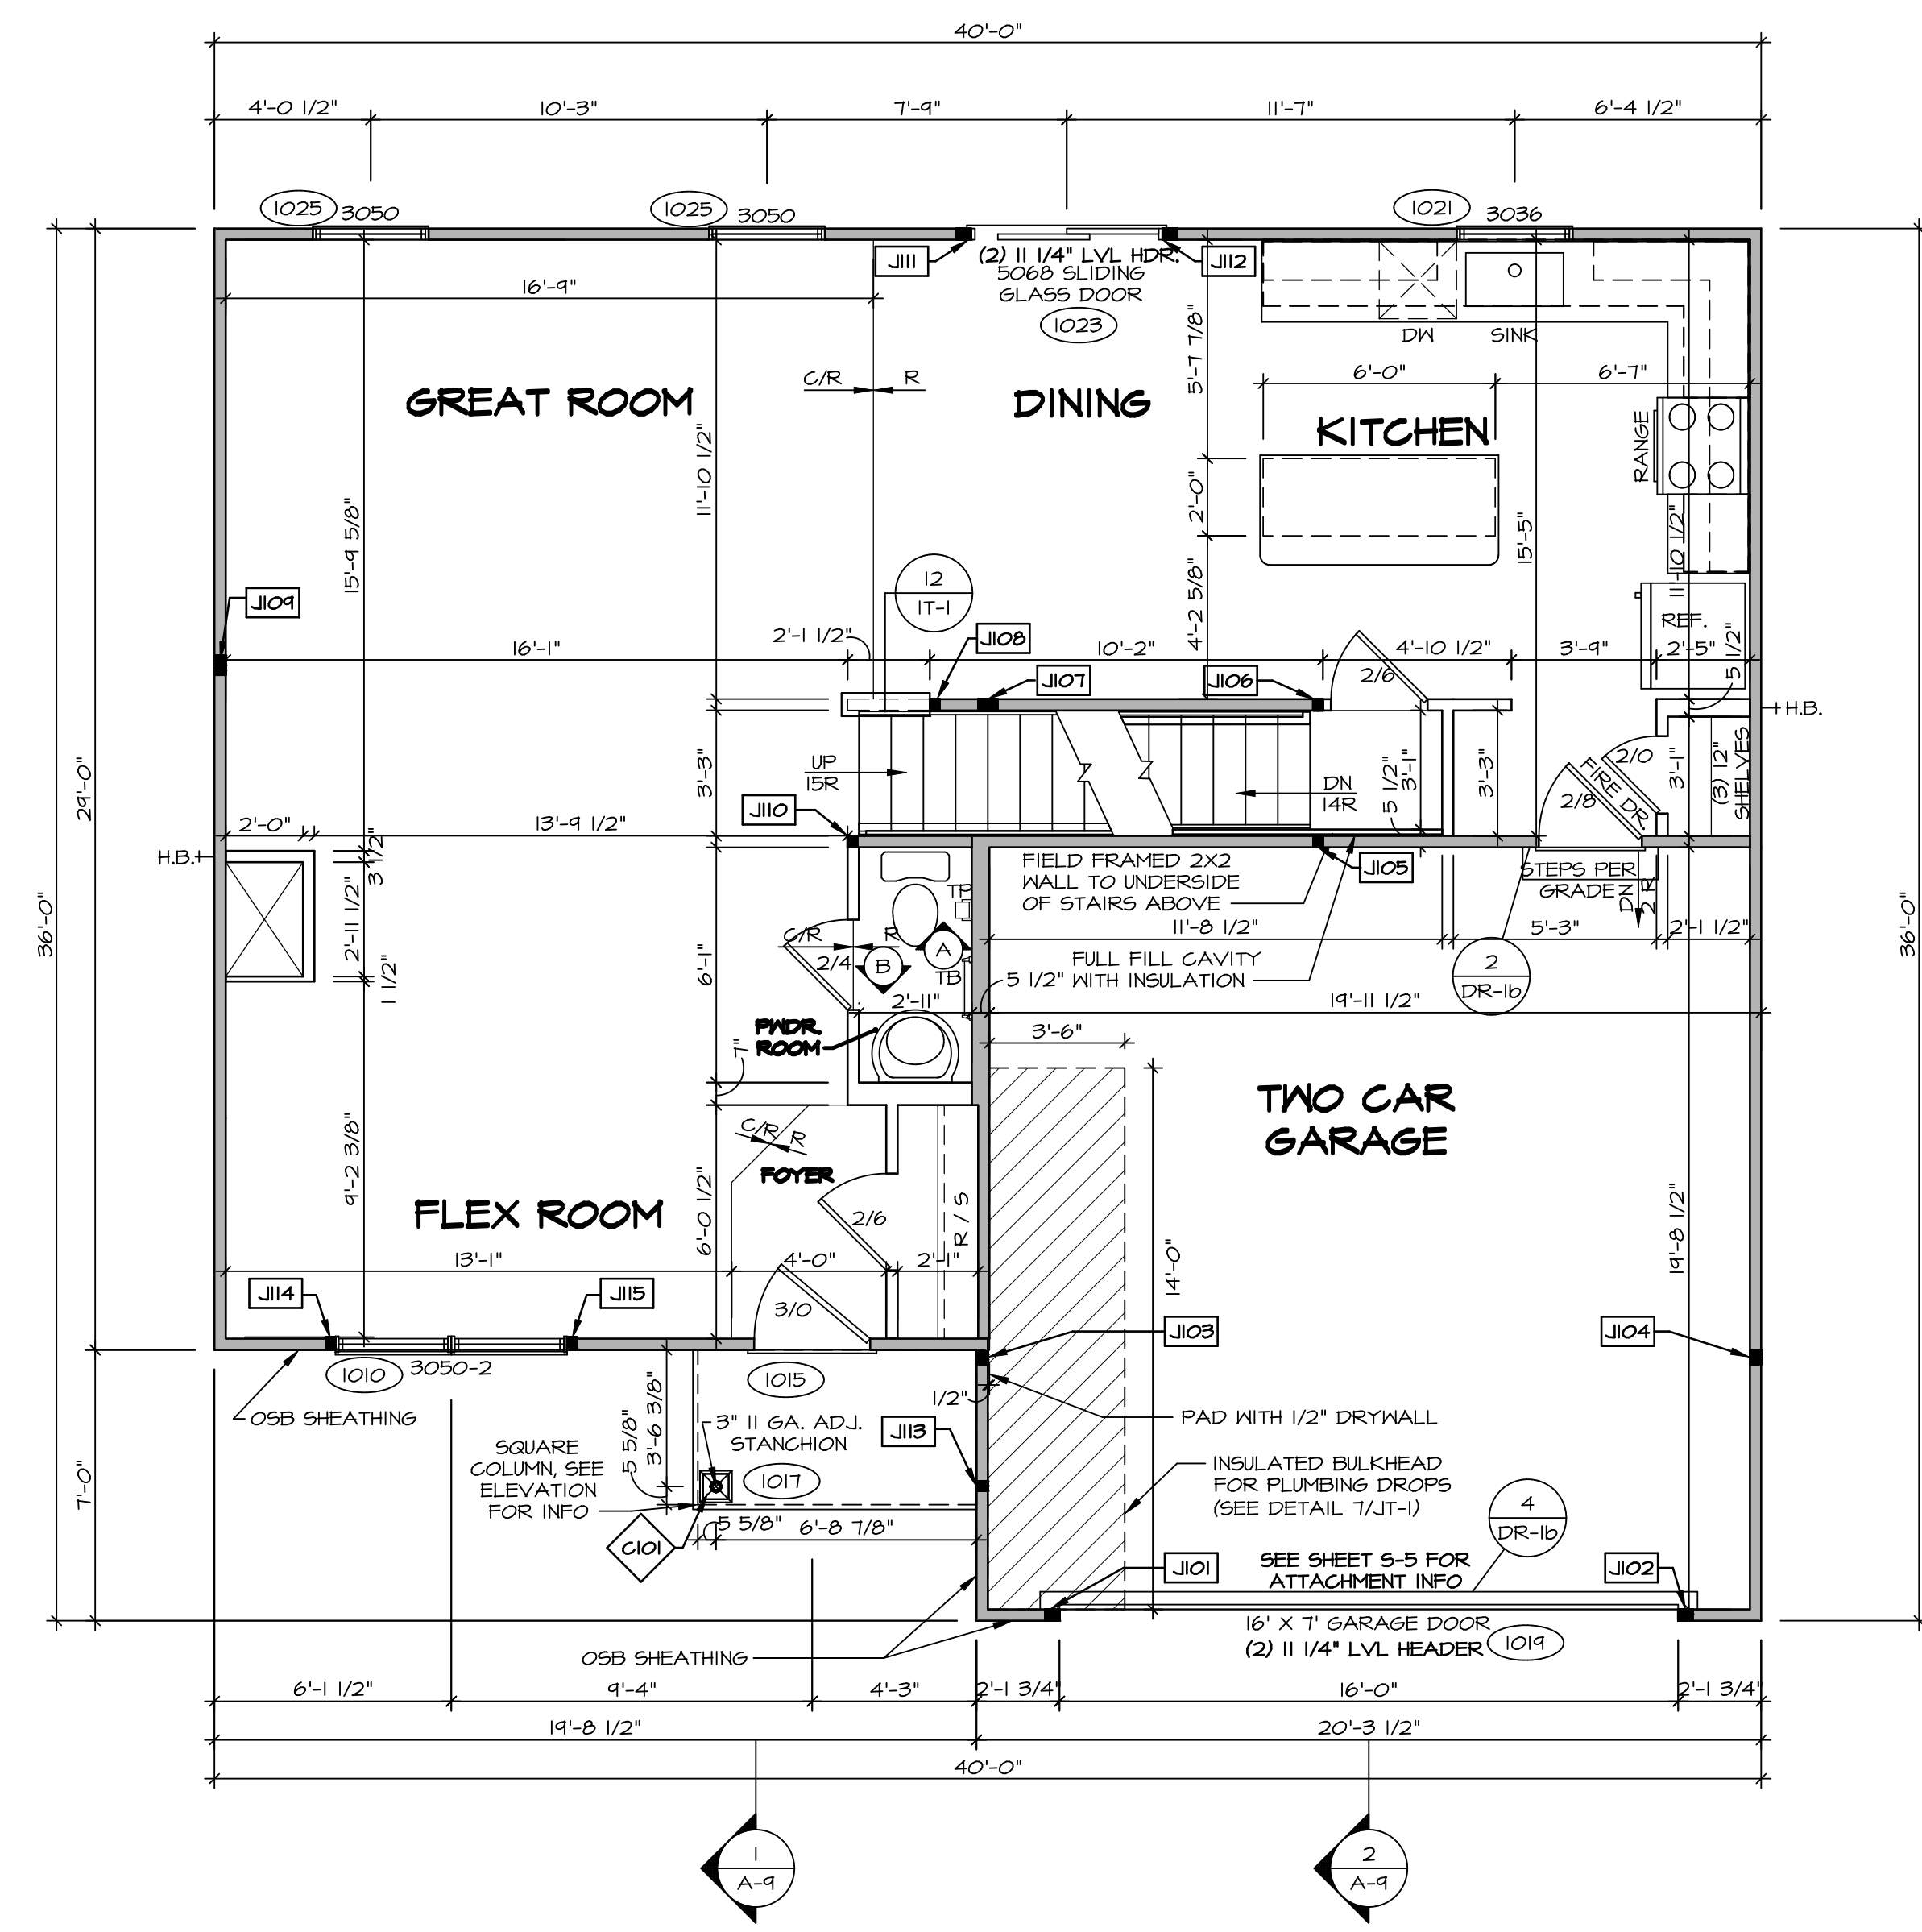 40'-0"
4'-0 1/2"
10'-3"
7'-9"
11'-7"
6'-4 1/2"
1025
3050
1025
3050
1021
3036
J111
(2) 11 1/4" LVL HDR.
5068 SLIDING
GLASS DOOR
1023
J112
16'-9"
DW
SINK
C/R
R
5'-7 7/8"
6'-0"
6'-7"
GREAT ROOM
DINING
KITCHEN
RANGE
11'-10 1/2"
2'-0"
15'-9 5/8"
15'-5"
11'-10 1/2"
12
1T-1
4'-2 5/8"
J109
REF.
2'-1 1/2"
J108
16'-1"
10'-2"
4'-10 1/2"
3'-9"
2'-5"
5 1/2"
J107
J106
2/6
H.B.
UP
15R
3'-3"
DN
14R
5 1/2"
3'-1"
3'-3"
2/0
FIRE DR.
2/8
3'-1"
(3) 12"
SHELVES
29'-0"
J110
2'-0"
13'-9 1/2"
3 1/2"
H.B.
FIELD FRAMED 2X2
WALL TO UNDERSIDE
OF STAIRS ABOVE
J105
STEPS PER
GRADE
DN
2 R
TP
36'-0"
2'-11 1/2"
1 1/2"
6'-1"
C/R
R
2/4
B
A
TB
11'-8 1/2"
5'-3"
2'-1 1/2"
36'-0"
FULL FILL CAVITY
WITH INSULATION
5 1/2"
2
DR-1b
2'-11"
19'-11 1/2"
PWDR.
ROOM
7"
3'-6"
TWO CAR
GARAGE
C/R
R
FOYER
9'-2 3/8"
FLEX ROOM
6'-0 1/2"
2/6
R / S
14'-0"
19'-8 1/2"
13'-1"
4'-0"
2'-1"
J114
J115
3/0
J103
J104
1010
3050-2
1015
1/2"
OSB SHEATHING
PAD WITH 1/2" DRYWALL
3" 11 GA. ADJ.
STANCHION
J113
5 5/8"
3'-6 3/8"
SQUARE
COLUMN, SEE
ELEVATION
FOR INFO
1017
INSULATED BULKHEAD
FOR PLUMBING DROPS
(SEE DETAIL 7/JT-1)
7'-0"
4
DR-1b
C101
5 5/8"
6'-8 7/8"
J101
SEE SHEET S-5 FOR
ATTACHMENT INFO
J102
16' X 7' GARAGE DOOR
(2) 11 1/4" LVL HEADER
1019
OSB SHEATHING
6'-1 1/2"
9'-4"
4'-3"
2'-1 3/4"
16'-0"
2'-1 3/4"
19'-8 1/2"
20'-3 1/2"
40'-0"
1
A-9
2
A-9